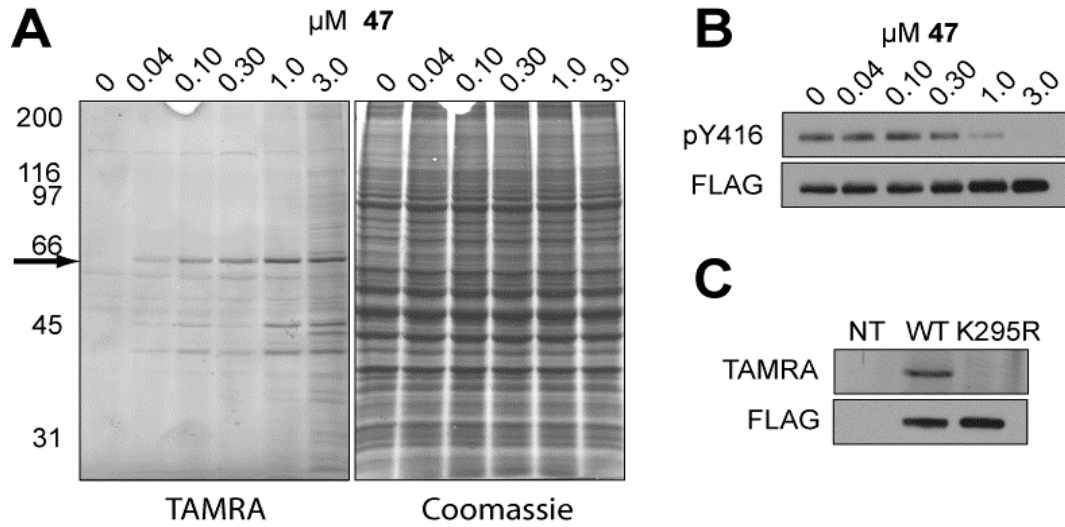 A
µM 47
0 0.04 0.10 0.30 1.0 3.0 0 0.04 0.10 0.30 1.0 3.0
200
116
97
66
45
31
TAMRA Coomassie
B
µM 47
0 0.04 0.10 0.30 1.0 3.0
pY416
FLAG
C
NT WT K295R
TAMRA
FLAG